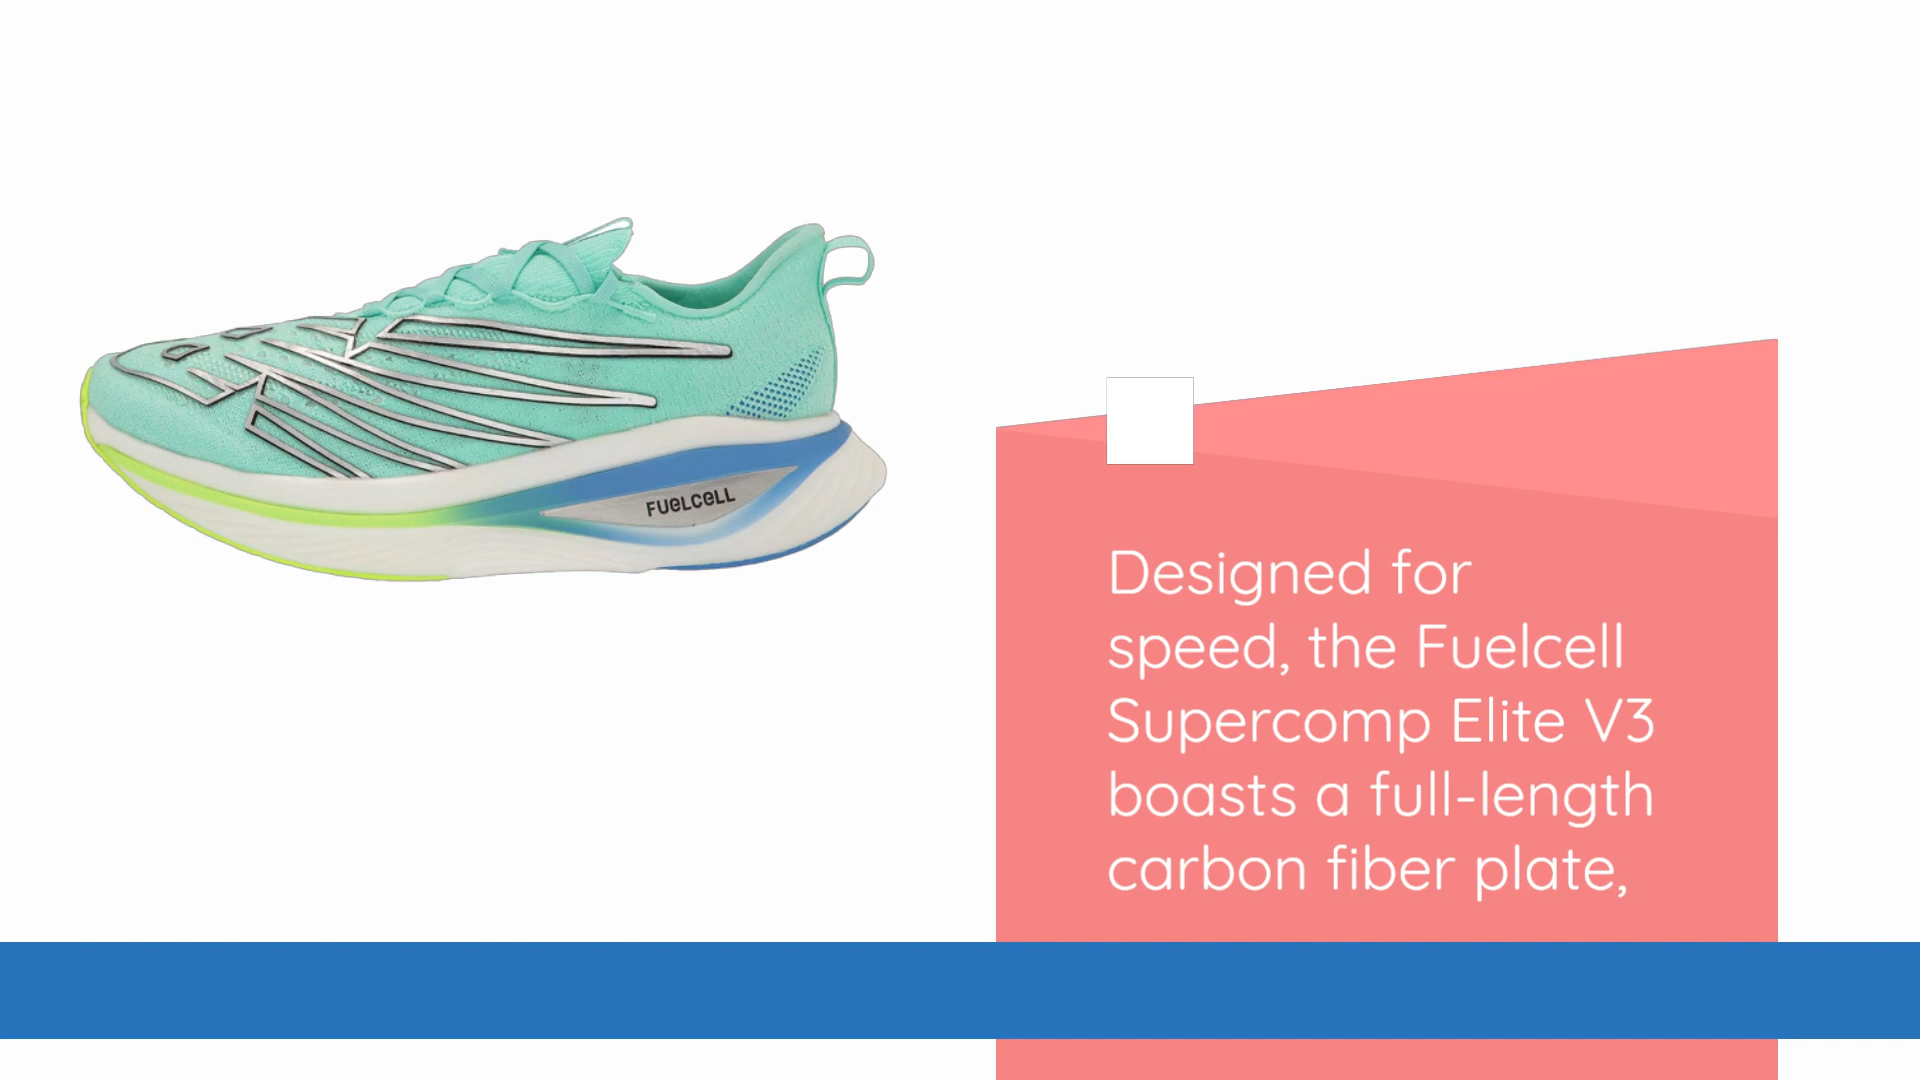 FUELCELL
Designed for
speed, the Fuelcell
Supercomp Elite V3
boasts a full-length
carbon fiber plate,